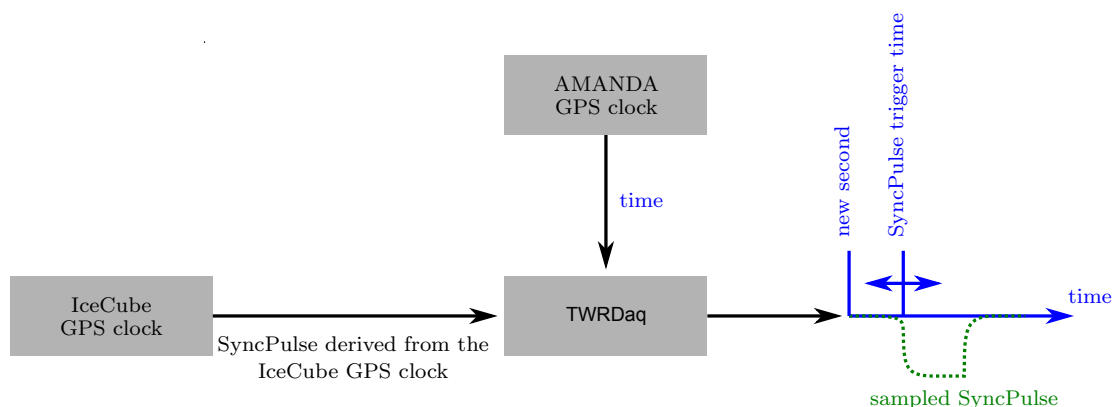 AMANDA
GPS clock
new second
SyncPulse trigger time
time
IceCube
GPS clock
TWRDaq
time
SyncPulse derived from the
IceCube GPS clock
sampled SyncPulse